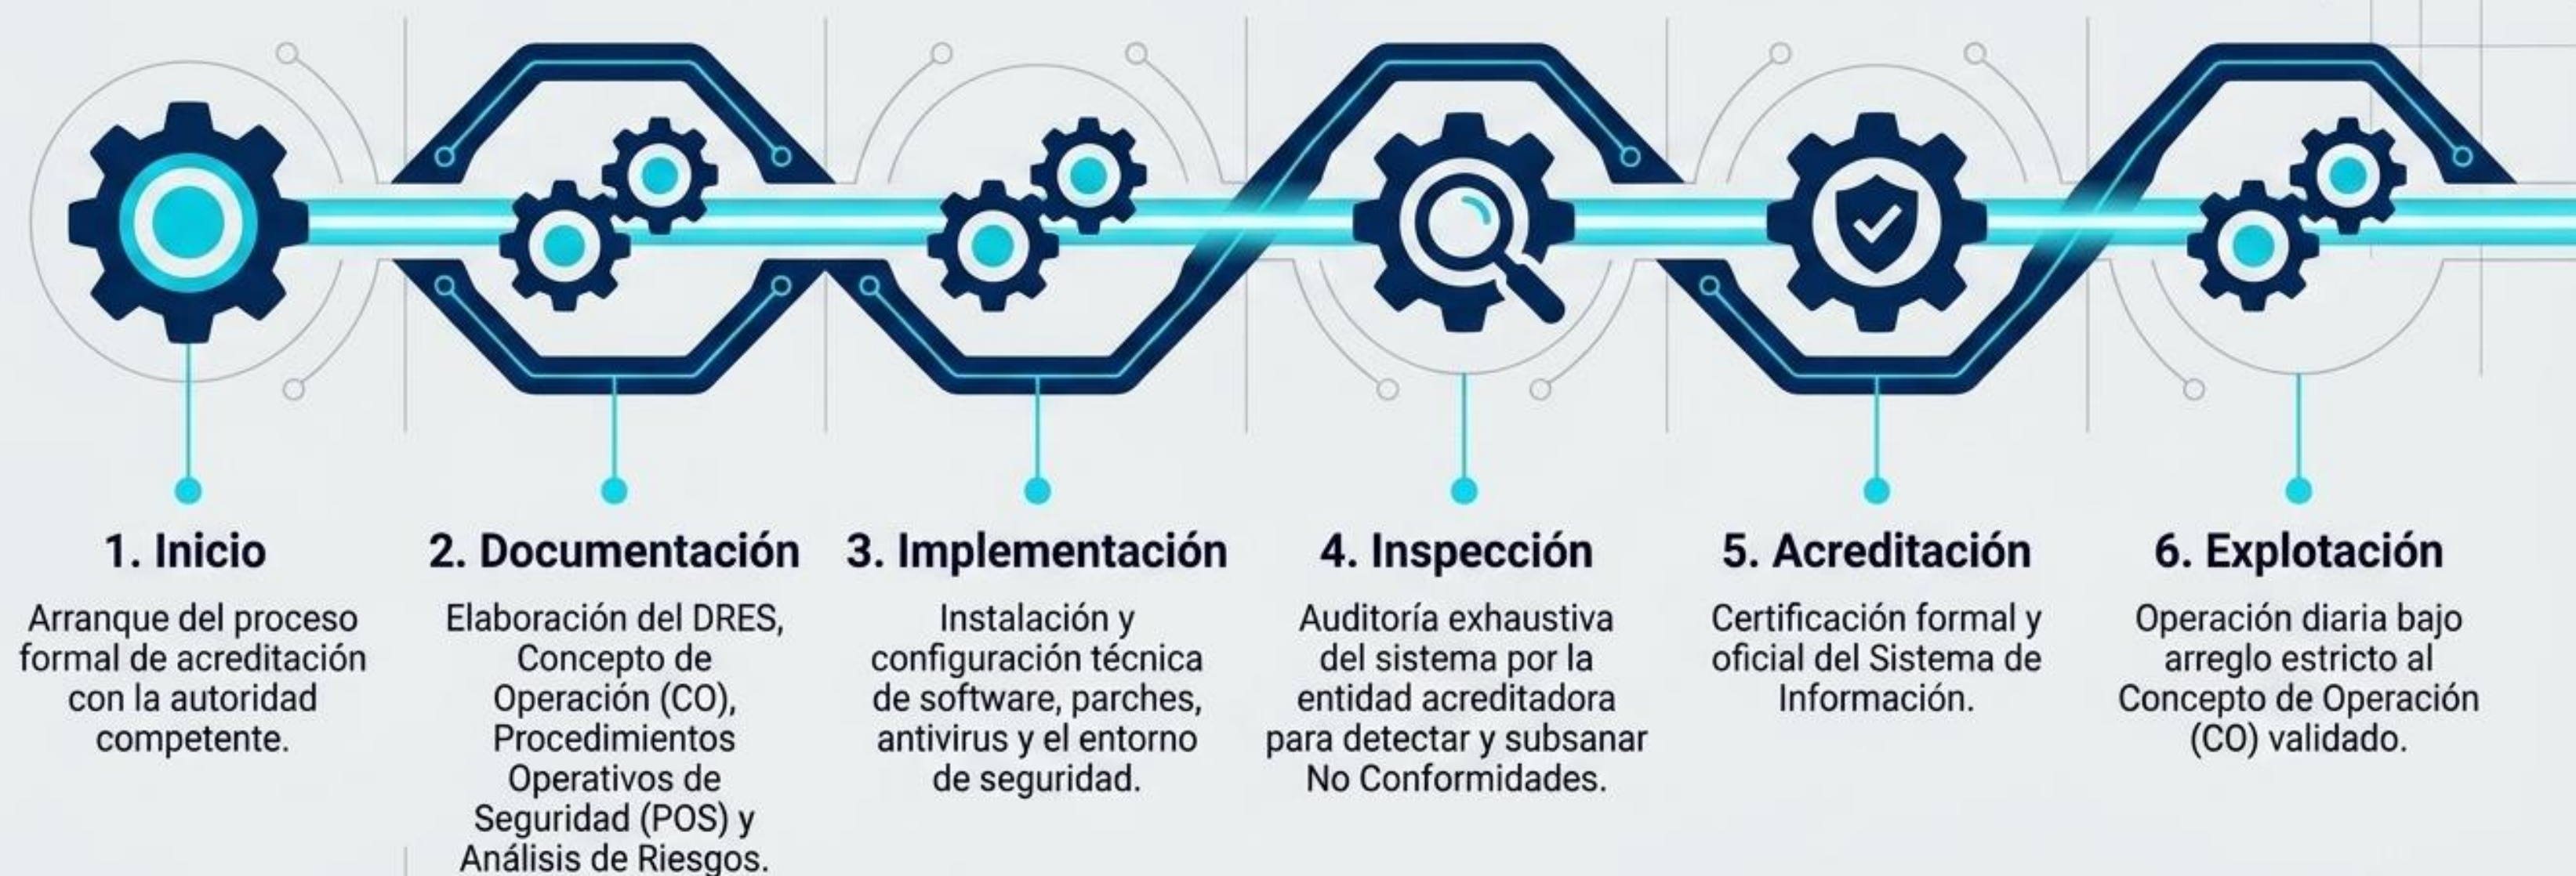 1. Inicio
Arranque del proceso
formal de acreditación
con la autoridad
competente.
2. Documentación
Elaboración del DRES,
Concepto de
Operación (CO),
Procedimientos
Operativos de
Seguridad (POS) y
Análisis de Riesgos.
3. Implementación
Instalación y
configuración técnica
de software, parches,
antivirus y el entorno
de seguridad.
4. Inspección
Auditoría exhaustiva
del sistema por la
entidad acreditadora
para detectar y subsanar
No Conformidades.
5. Acreditación
Certificación formal y
oficial del Sistema de
Información.
6. Explotación
Operación diaria bajo
arreglo estricto al
Concepto de Operación
(CO) validado.